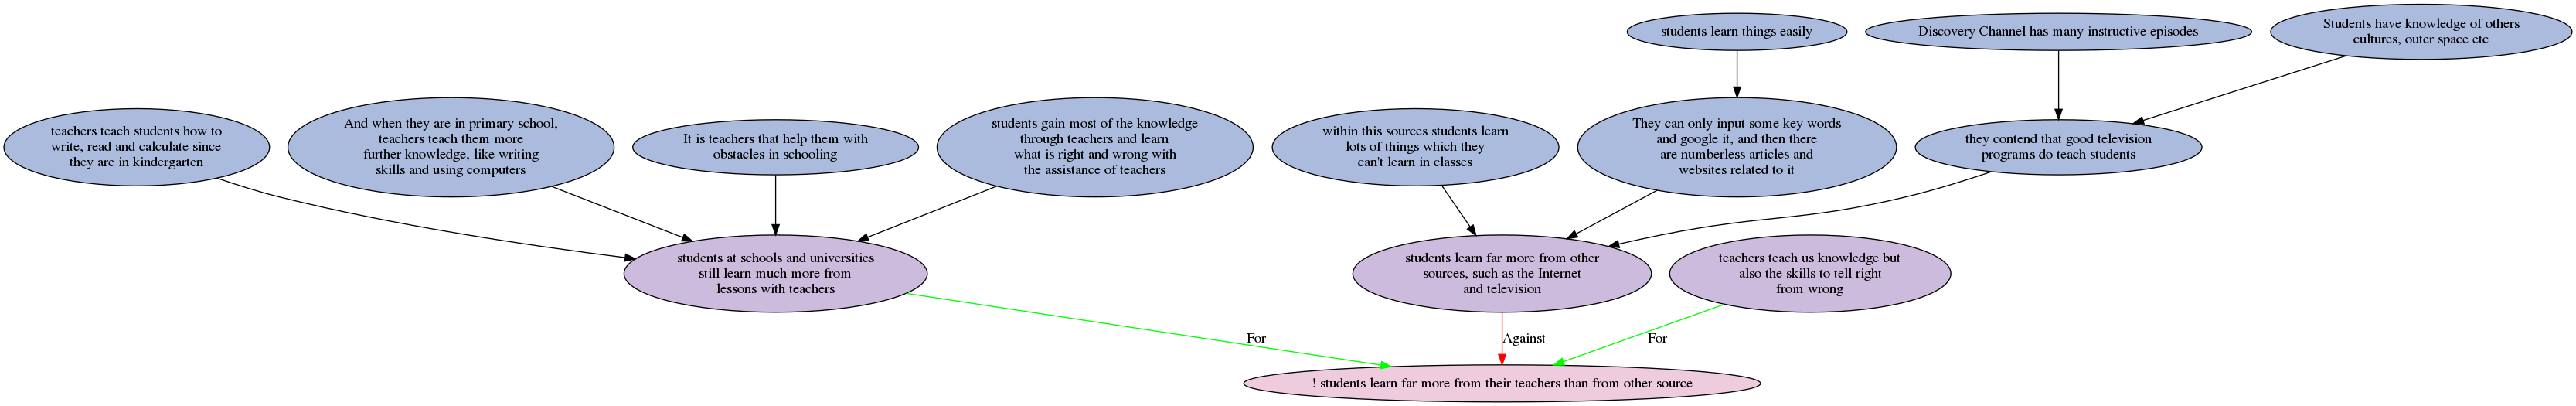 students learn things easily
Discovery Channel has many instructive episodes
Students have knowledge of others
cultures, outer space etc
teachers teach students how to
write, read and calculate since
they are in kindergarten
And when they are in primary school,
teachers teach them more
further knowledge, like writing
skills and using computers
It is teachers that help them with
obstacles in schooling
students gain most of the knowledge
through teachers and learn
what is right and wrong with
the assistance of teachers
within this sources students learn
lots of things which they
can't learn in classes
They can only input some key words
and google it, and then there
are numberless articles and
websites related to it
they contend that good television
programs do teach students
students at schools and universities
still learn much more from
lessons with teachers
students learn far more from other
sources, such as the Internet
and television
teachers teach us knowledge but
also the skills to tell right
from wrong
For
Against
For
! students learn far more from their teachers than from other source